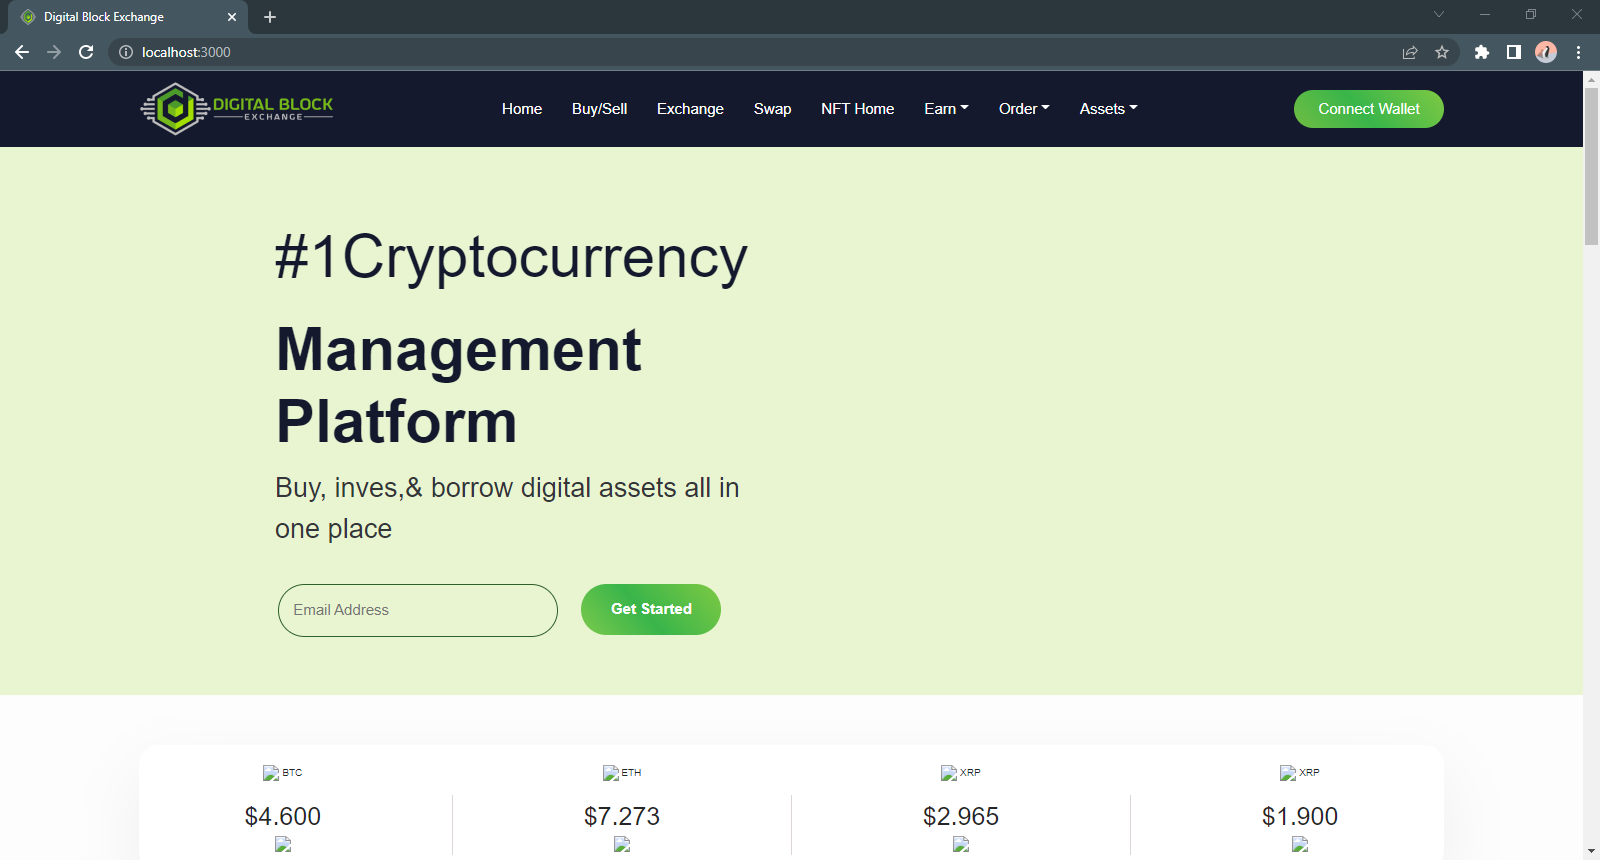 Digital Block Exchange
localhost:3000
DIGITAL BLOCK
EXCHANGE
Home Buy/Sell Exchange Swap NFT Home Earn Order Assets Connect Wallet
#1Cryptocurrency
Management
Platform
Buy, inves,& borrow digital assets all in
one place
Email Address Get Started
BTC ETH XRP XRP
$4.600 $7.273 $2.965 $1.900